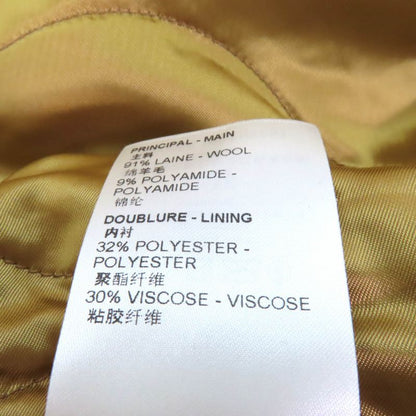 PRINCIPAL - MAIN
主料
91% LAINE - WOOL
绵羊毛
9% POLYAMIDE -
POLYAMIDE
锦纶
DOUBLURE - LINING
内衬
32% POLYESTER -
POLYESTER
聚酯纤维
30% VISCOSE - VISCOSE
粘胶纤维